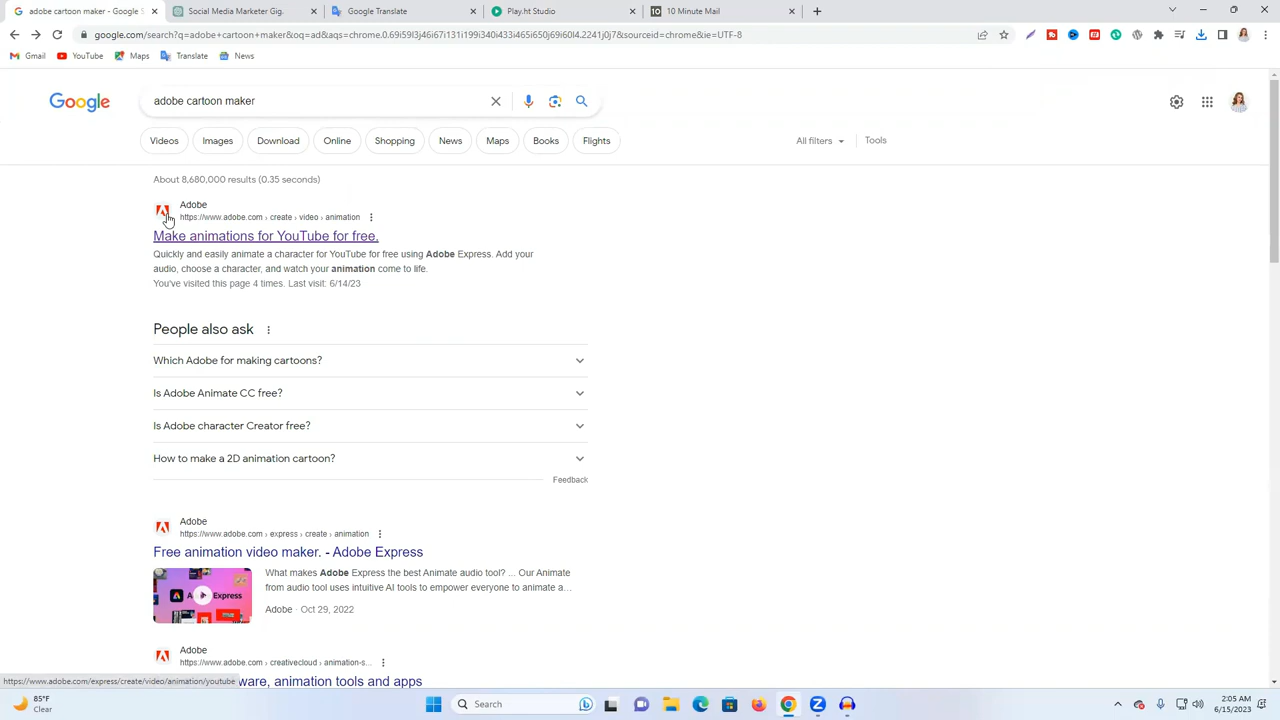 adobe cartoon maker - Google S
Social Media Marketer Gig.
Google Translate
Play.ht Studio
10
10 Minute Mail
google.com/search?q=adobe+cartoon+maker&oq=ad&aqs=chrome.0.69i59l3j46i67i131i199i340i433i465i650j69i60l4.2241j0j7&sourceid=chrome&ie=UTF-8
Gmail
YouTube
Maps
Translate
News
Google
adobe cartoon maker
Videos
Images
Download
Online
Shopping
News
Maps
Books
Flights
All filters
Tools
About 8,680,000 results (0.35 seconds)
Adobe
https://www.adobe.com › create › video › animation
Make animations for YouTube for free.
Quickly and easily animate a character for YouTube for free using Adobe Express. Add your
audio, choose a character, and watch your animation come to life.
You've visited this page 4 times. Last visit: 6/14/23
People also ask
Which Adobe for making cartoons?
Is Adobe Animate CC free?
Is Adobe character Creator free?
How to make a 2D animation cartoon?
Feedback
Adobe
https://www.adobe.com › express › create › animation
Free animation video maker. - Adobe Express
What makes Adobe Express the best Animate audio tool? ... Our Animate
from audio tool uses intuitive AI tools to empower everyone to animate a...
Adobe · Oct 29, 2022
Adobe
https://www.adobe.com › creativecloud › animation-s...
ware, animation tools and apps
https://www.adobe.com/express/create/video/animation/youtube
85°F
Clear
Search
2:05 AM
6/15/2023